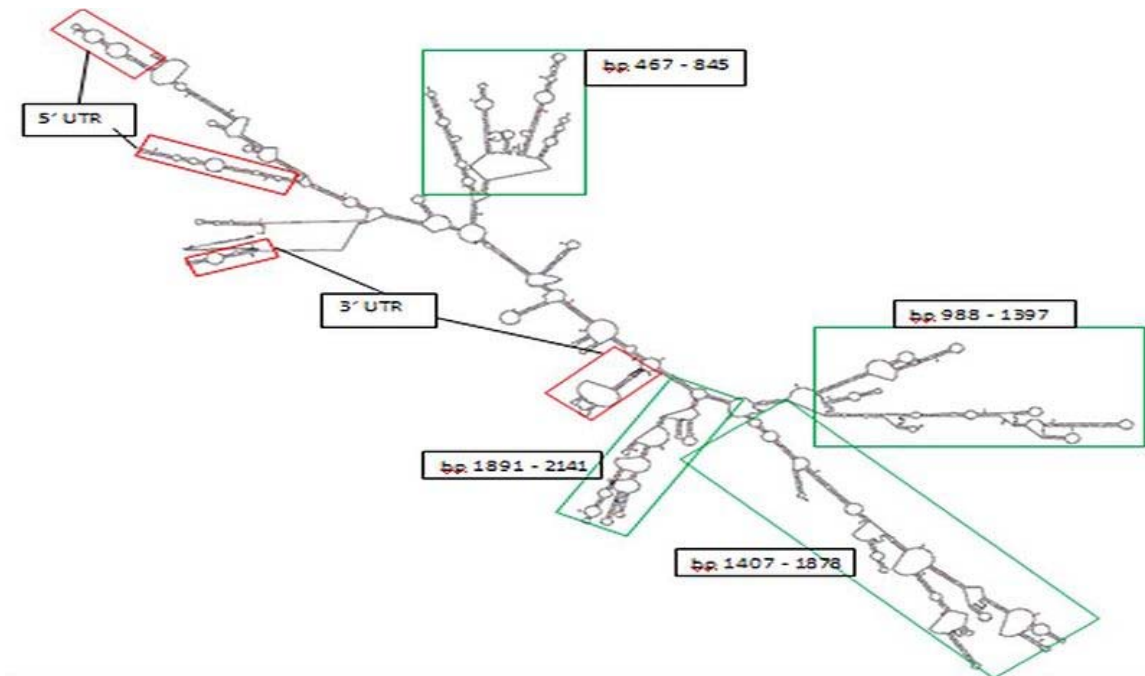 bp 467 - 845
5′ UTR
3′ UTR
bp 988 - 1397
bp 1891 - 2141
bp 1407 - 1878